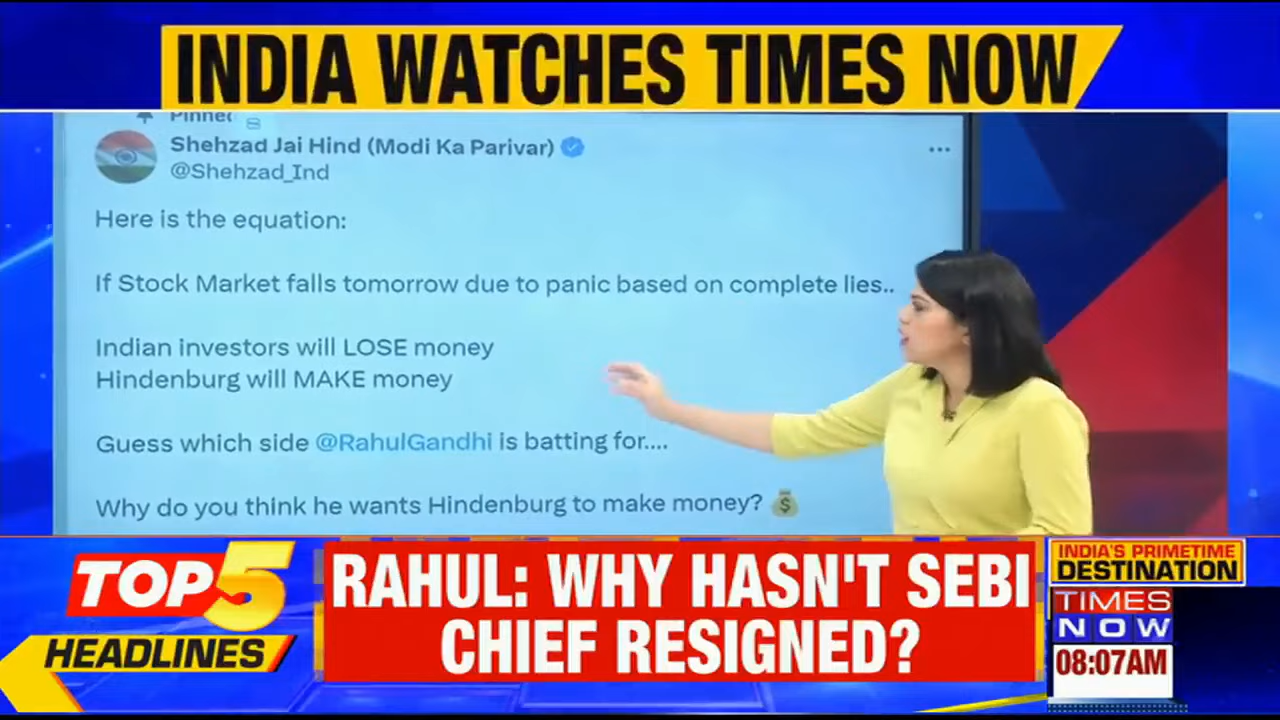 INDIA WATCHES TIMES NOW
Pinned
Shehzad Jai Hind (Modi Ka Parivar)
@Shehzad_Ind
Here is the equation:
If Stock Market falls tomorrow due to panic based on complete lies..
Indian investors will LOSE money
Hindenburg will MAKE money
Guess which side @RahulGandhi is batting for....
Why do you think he wants Hindenburg to make money?
TOP 5
HEADLINES
RAHUL: WHY HASN'T SEBI
CHIEF RESIGNED?
INDIA'S PRIMETIME
DESTINATION
TIMES
NOW
08:07AM